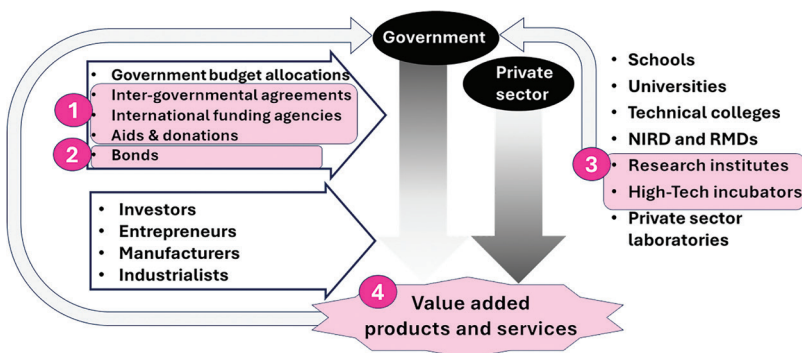 Government
Private
sector
• Government budget allocations
1
• Inter-governmental agreements
• International funding agencies
• Aids & donations
2
• Bonds
• Investors
• Entrepreneurs
• Manufacturers
• Industrialists
• Schools
• Universities
• Technical colleges
• NIRD and RMDs
3
• Research institutes
• High-Tech incubators
• Private sector
laboratories
4
Value added
products and services